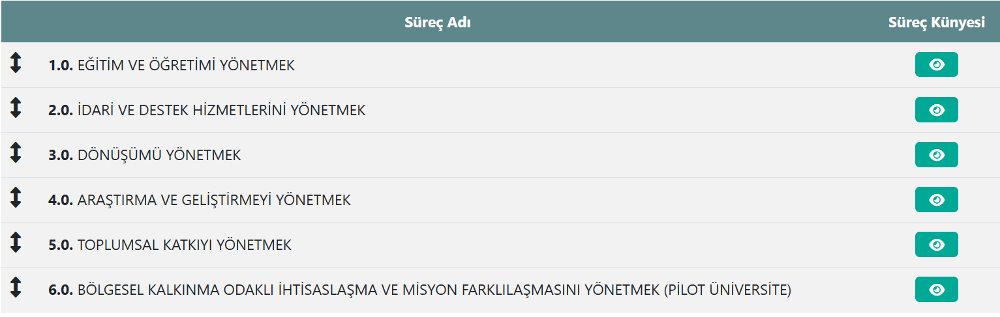 Süreç Adı Süreç Künyesi
1.0. EĞİTİM VE ÖĞRETİMİ YÖNETMEK
2.0. İDARİ VE DESTEK HİZMETLERİNİ YÖNETMEK
3.0. DÖNÜŞÜMÜ YÖNETMEK
4.0. ARAŞTIRMA VE GELİŞTİRMEYİ YÖNETMEK
5.0. TOPLUMSAL KATKIYI YÖNETMEK
6.0. BÖLGESEL KALKINMA ODAKLI İHTİSASLAŞMA VE MİSYON FARKLILAŞMASINI YÖNETMEK (PİLOT ÜNİVERSİTE)